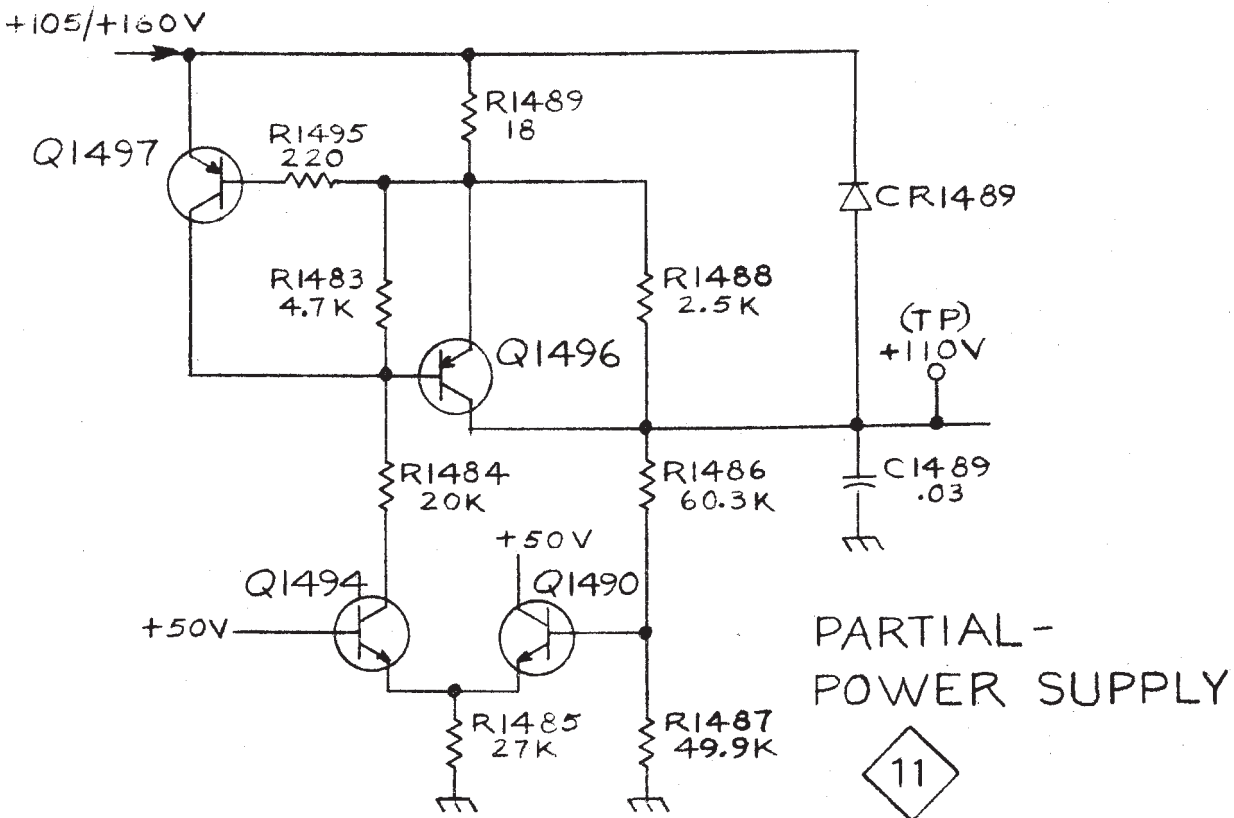 +105/+160V
R1489
18
Q1497
R1495
220
CR1489
R1483
4.7K
R1488
2.5K
Q1496
(TP)
+110V
R1484
20K
R1486
60.3K
C1489
.03
+50V
Q1494
Q1490
+50V
R1485
27K
R1487
49.9K
PARTIAL-
POWER SUPPLY
11